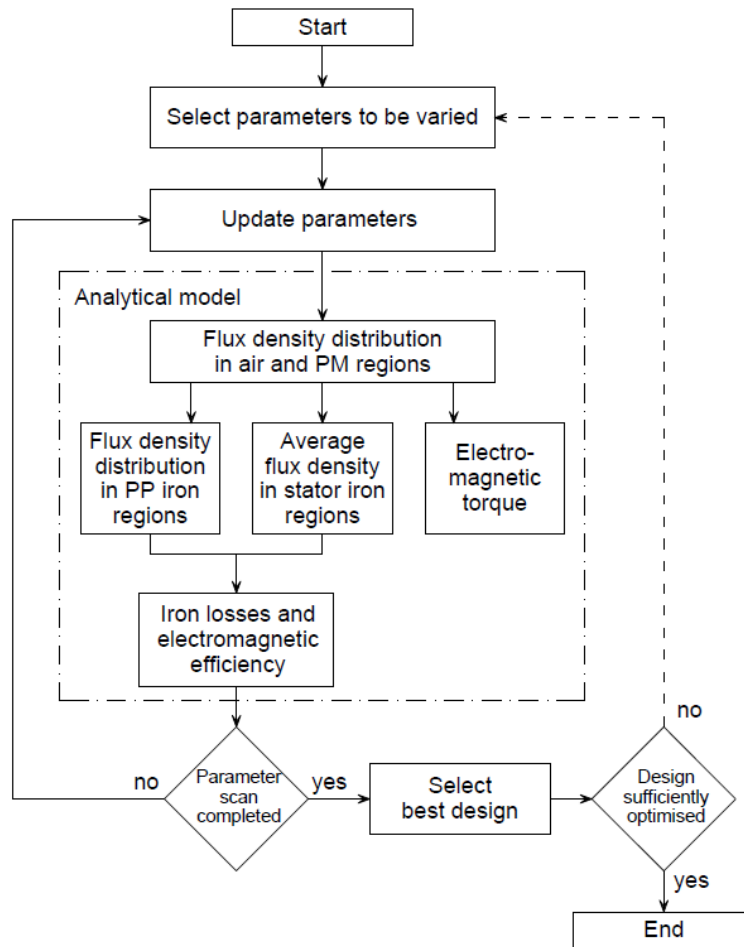 Start
Select parameters to be varied
Update parameters
Analytical model
Flux density distribution
in air and PM regions
Flux density
distribution
in PP iron
regions
Average
flux density
in stator iron
regions
Electro-
magnetic
torque
Iron losses and
electromagnetic
efficiency
no
Parameter
scan
completed
yes
Select
best design
no
Design
sufficiently
optimised
yes
End